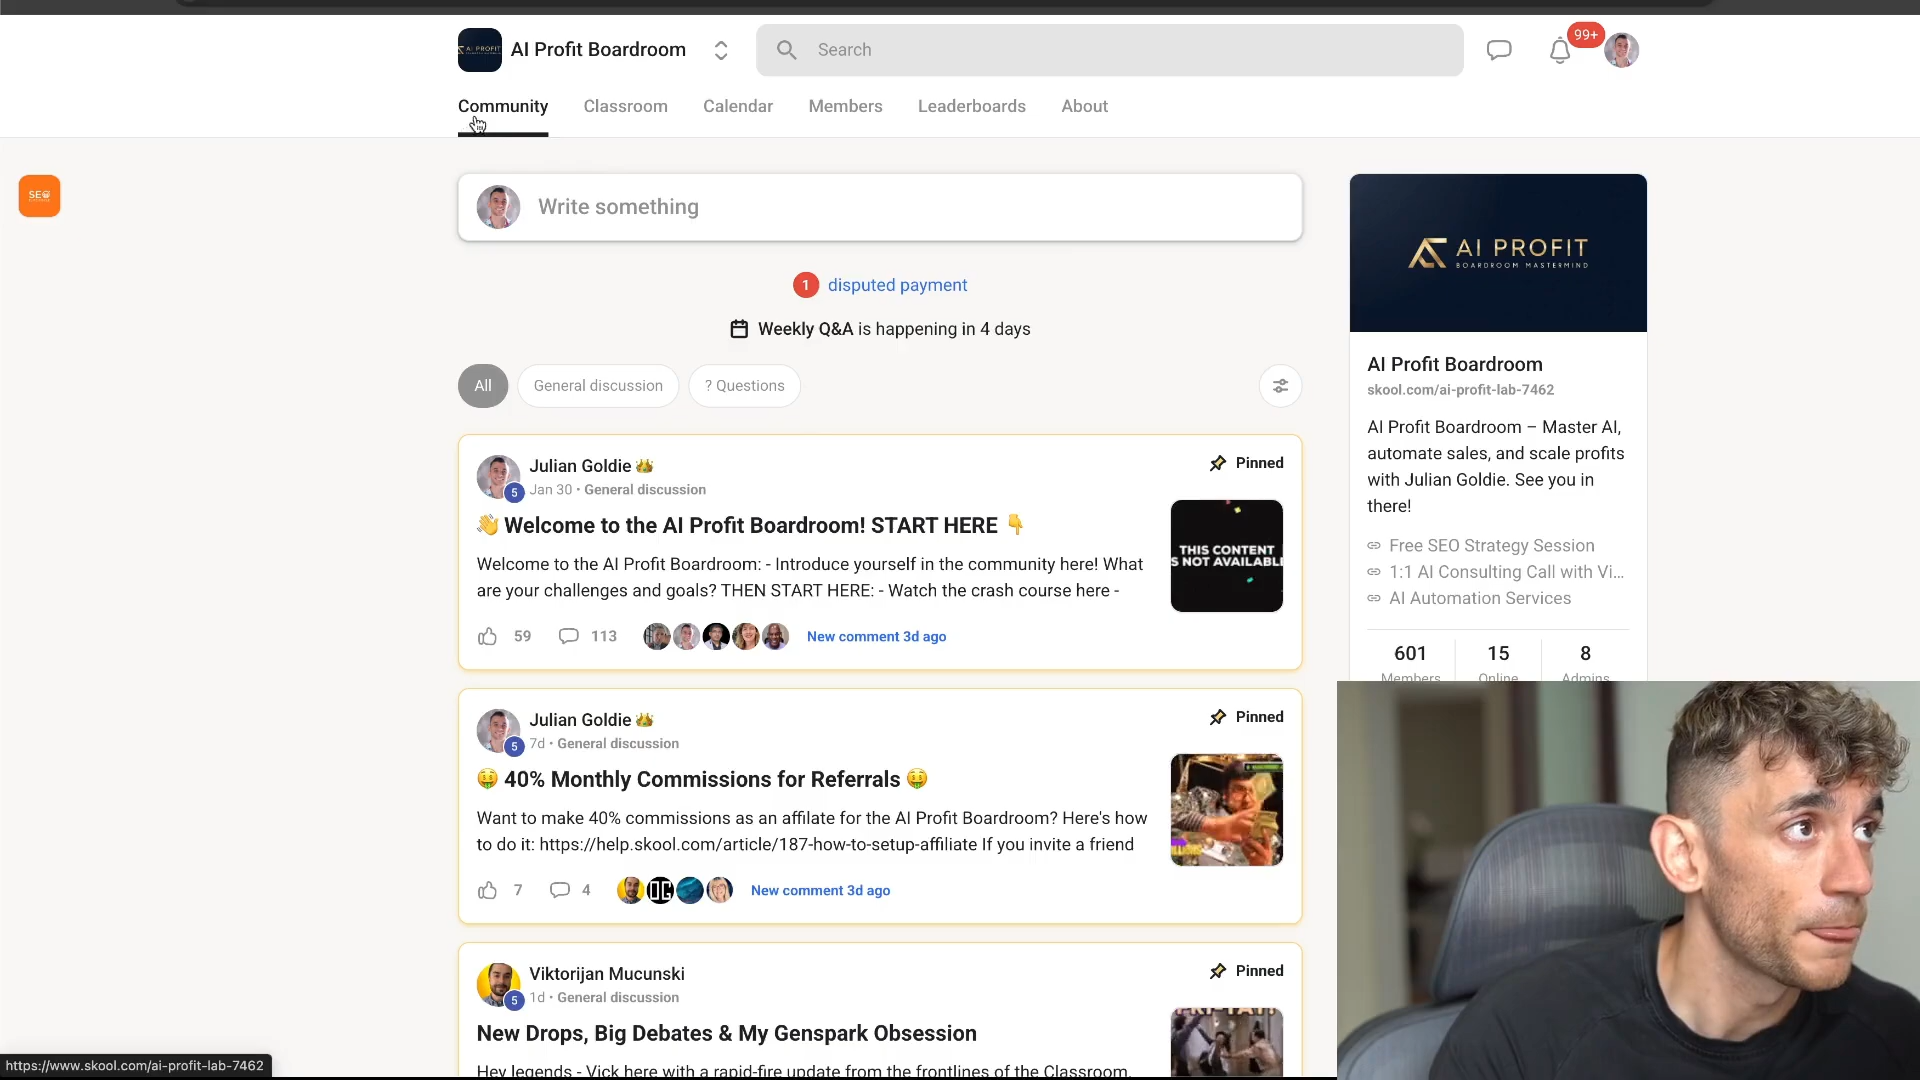 AI PROFIT
AI Profit Boardroom
Search
99+
Community
Classroom
Calendar
Members
Leaderboards
About
SEO
Write something
1 disputed payment
Weekly Q&A is happening in 4 days
All
General discussion
? Questions
Julian Goldie
Pinned
5
Jan 30 • General discussion
👋 Welcome to the AI Profit Boardroom! START HERE 👇
Welcome to the AI Profit Boardroom: - Introduce yourself in the community here! What
are your challenges and goals? THEN START HERE: - Watch the crash course here -
THIS CONTENT
IS NOT AVAILABLE
59
113
New comment 3d ago
Julian Goldie
Pinned
5
7d • General discussion
🤑 40% Monthly Commissions for Referrals 🤑
Want to make 40% commissions as an affilate for the AI Profit Boardroom? Here's how
to do it: https://help.skool.com/article/187-how-to-setup-affiliate If you invite a friend
7
4
New comment 3d ago
Viktorijan Mucunski
Pinned
5
1d • General discussion
New Drops, Big Debates & My Genspark Obsession
Hey legends - Vick here with a rapid-fire update from the frontlines of the Classroom.
AI PROFIT
BOARDROOM MASTERMIND
AI Profit Boardroom
skool.com/ai-profit-lab-7462
AI Profit Boardroom – Master AI,
automate sales, and scale profits
with Julian Goldie. See you in
there!
Free SEO Strategy Session
1:1 AI Consulting Call with Vi...
AI Automation Services
601
15
8
Members
Online
Admins
https://www.skool.com/ai-profit-lab-7462